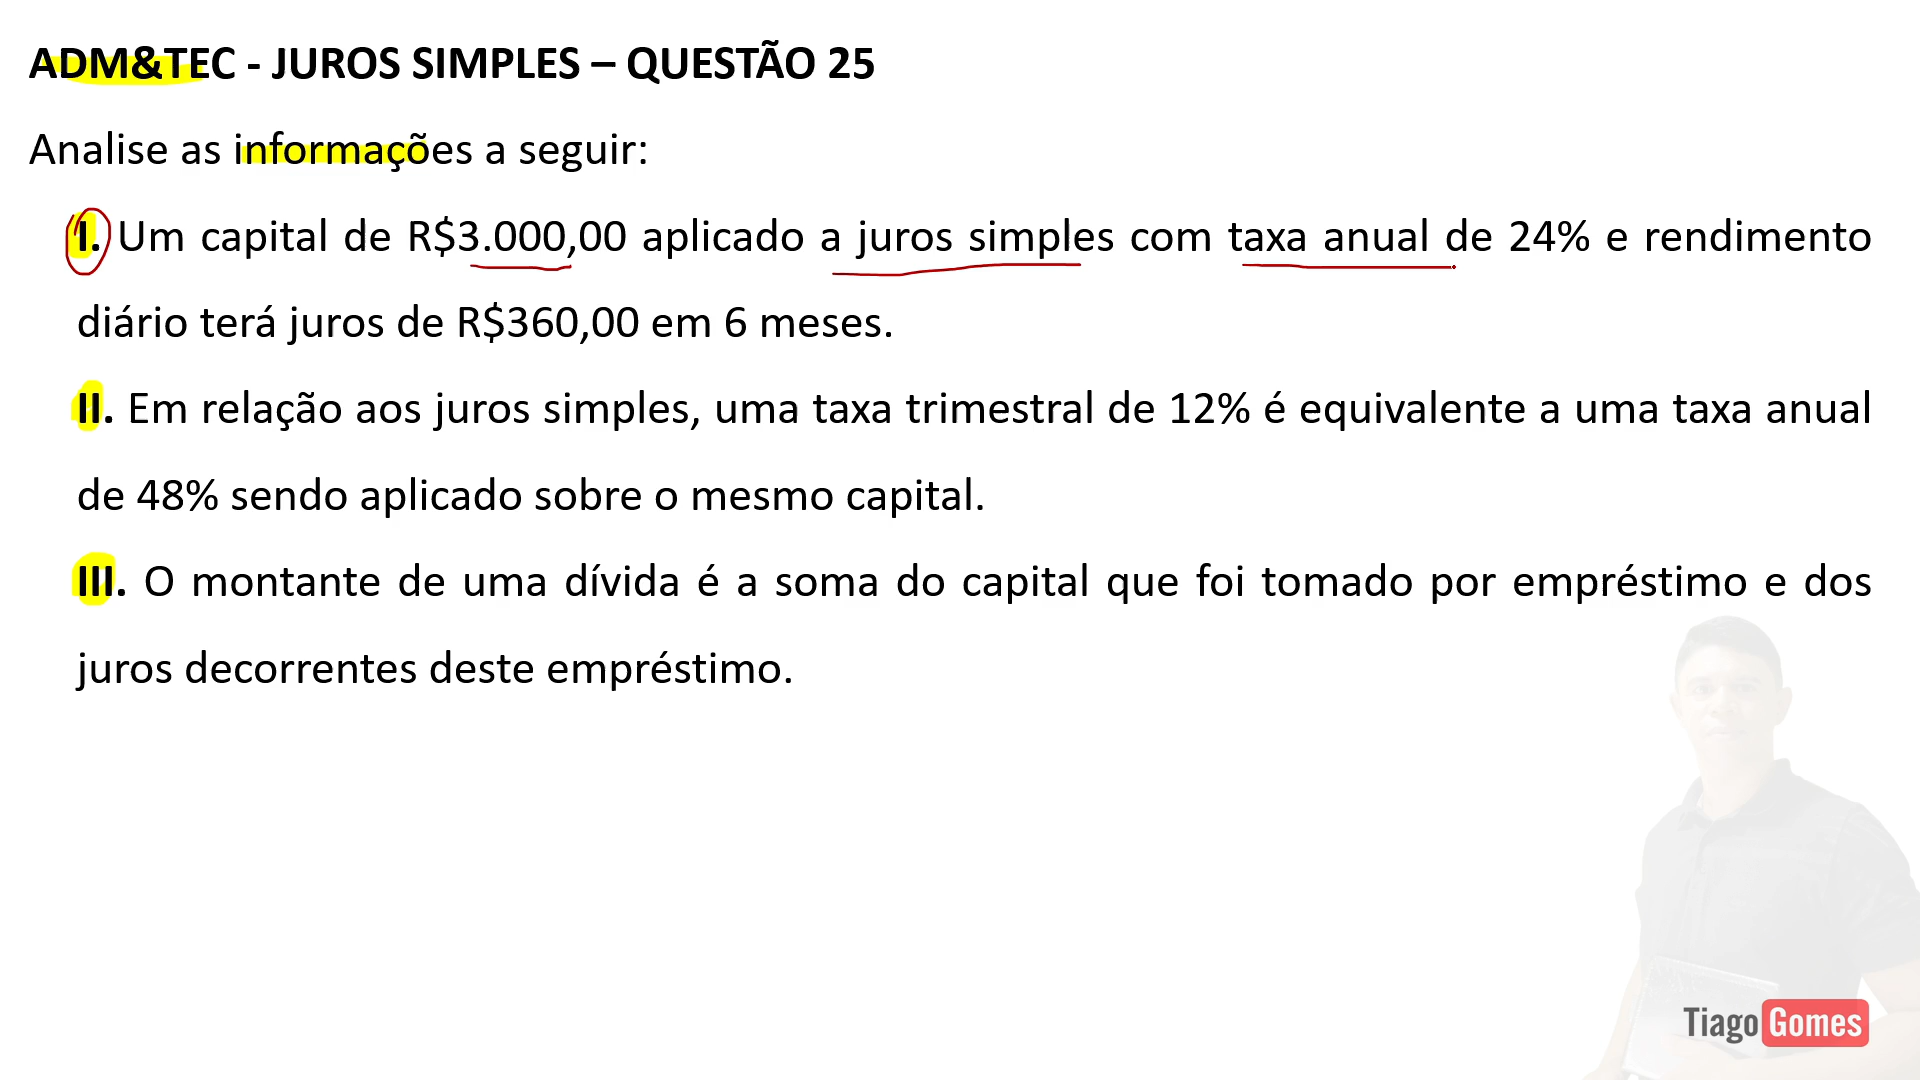 ADM&TEC - JUROS SIMPLES – QUESTÃO 25
Analise as informações a seguir:
I. Um capital de R$3.000,00 aplicado a juros simples com taxa anual de 24% e rendimento
diário terá juros de R$360,00 em 6 meses.
II. Em relação aos juros simples, uma taxa trimestral de 12% é equivalente a uma taxa anual
de 48% sendo aplicado sobre o mesmo capital.
III. O montante de uma dívida é a soma do capital que foi tomado por empréstimo e dos
juros decorrentes deste empréstimo.
Tiago Gomes